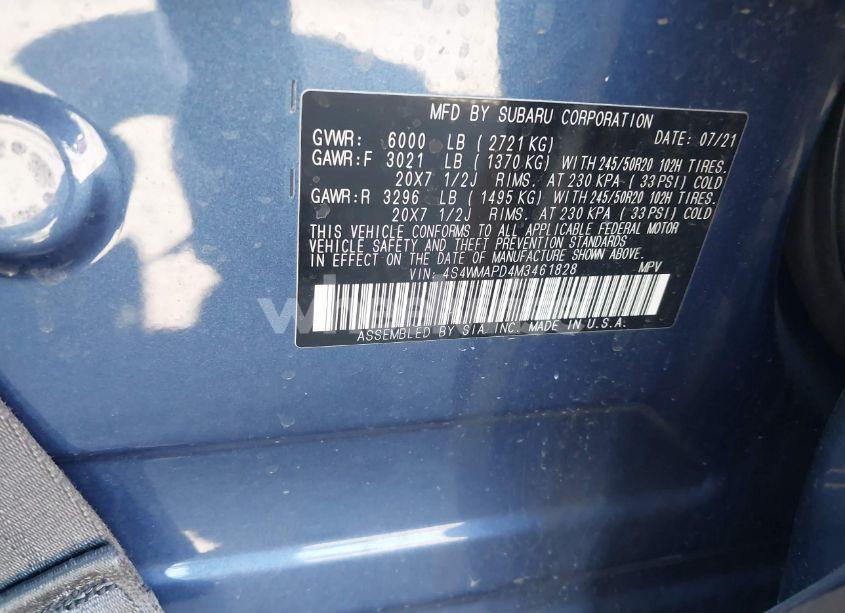 MFD BY SUBARU CORPORATION
GVWR: 6000 LB ( 2721 KG) DATE: 07/21
GAWR:F 3021 LB ( 1370 KG) WITH 245/50R20 102H TIRES.
20X7 1/2J RIMS. AT 230 KPA ( 33 PSI) COLD
GAWR:R 3296 LB ( 1495 KG) WITH 245/50R20 102H TIRES.
20X7 1/2J RIMS. AT 230 KPA ( 33 PSI) COLD
THIS VEHICLE CONFORMS TO ALL APPLICABLE FEDERAL MOTOR
VEHICLE SAFETY AND THEFT PREVENTION STANDARDS
IN EFFECT ON THE DATE OF MANUFACTURE SHOWN ABOVE.
VIN: 4S4WMAPD4M3461828 MPV
ASSEMBLED BY SIA, INC. MADE IN U.S.A.